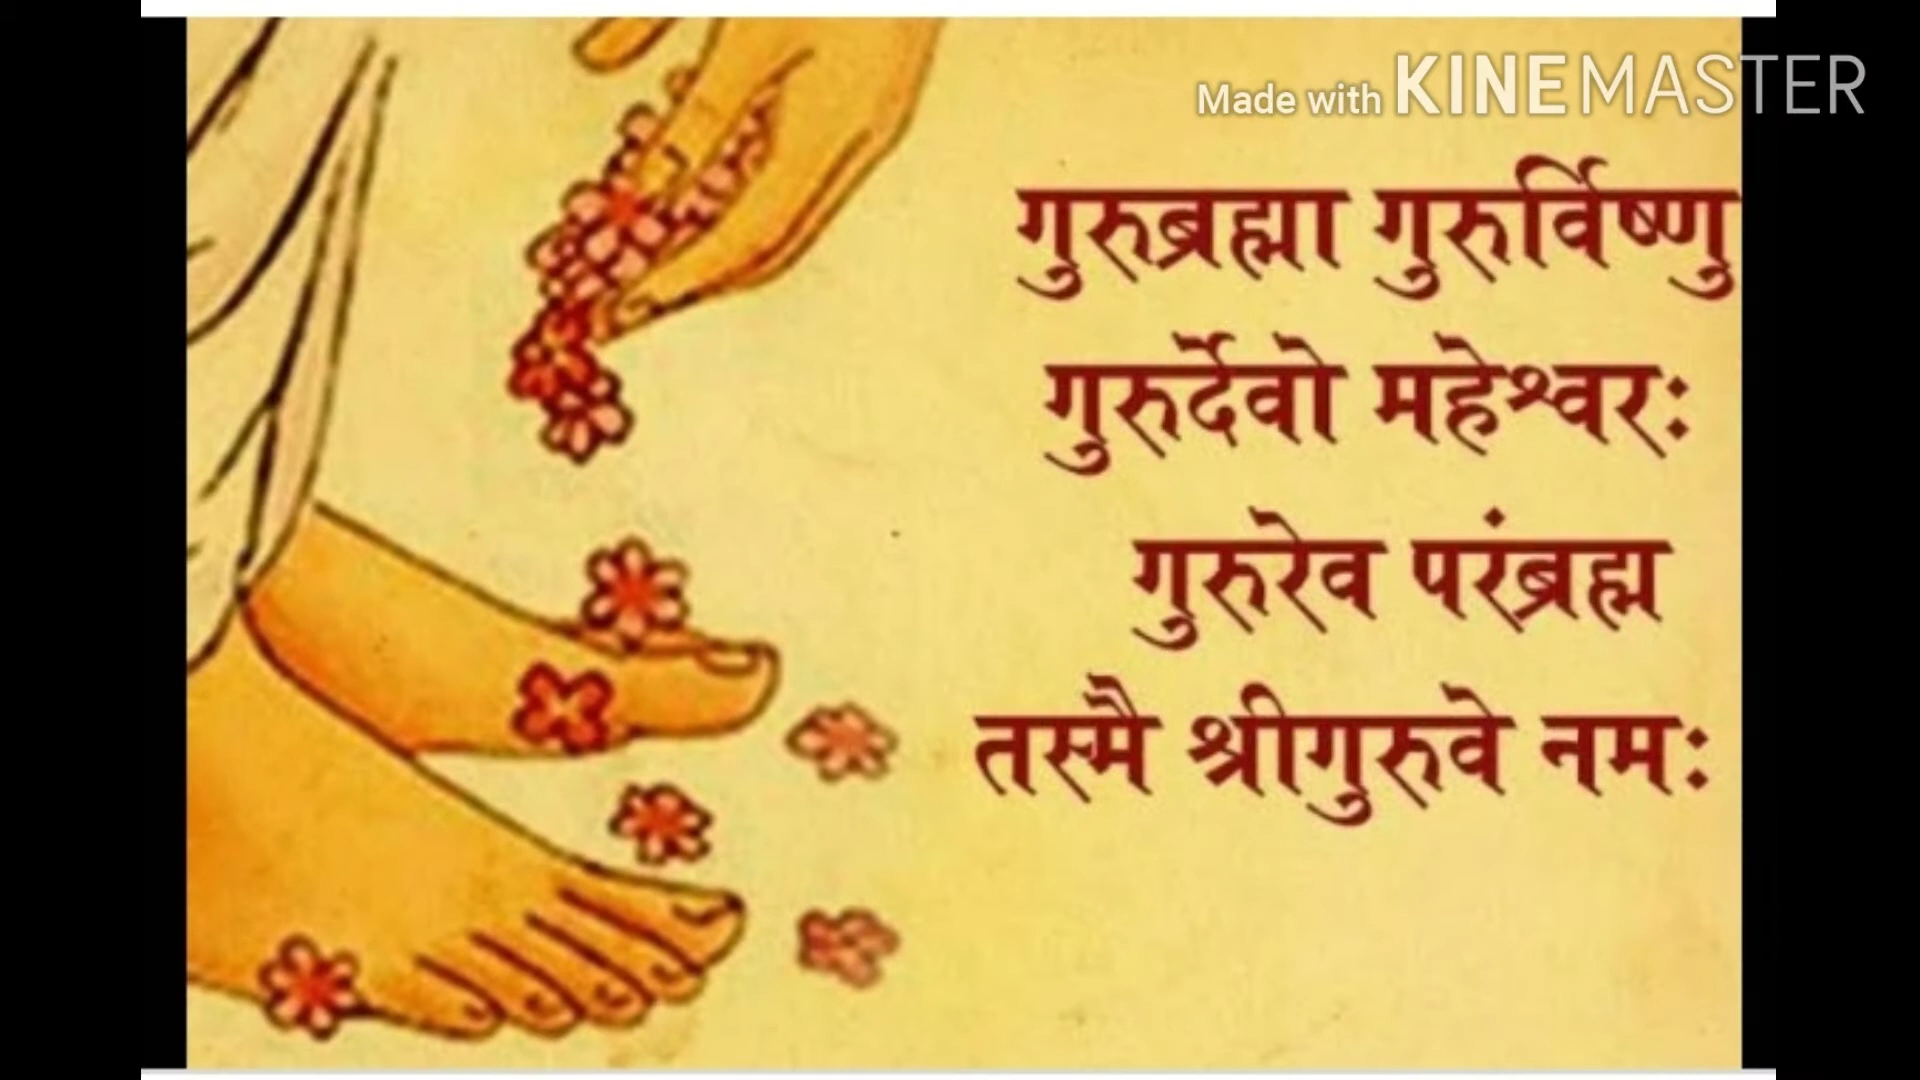 Made with KINEMASTER
गुरुब्रह्मा गुरुर्विष्णु
गुरुर्देवो महेश्वरः
गुरुरेव परंब्रह्म
तस्मै श्रीगुरुवे नमः